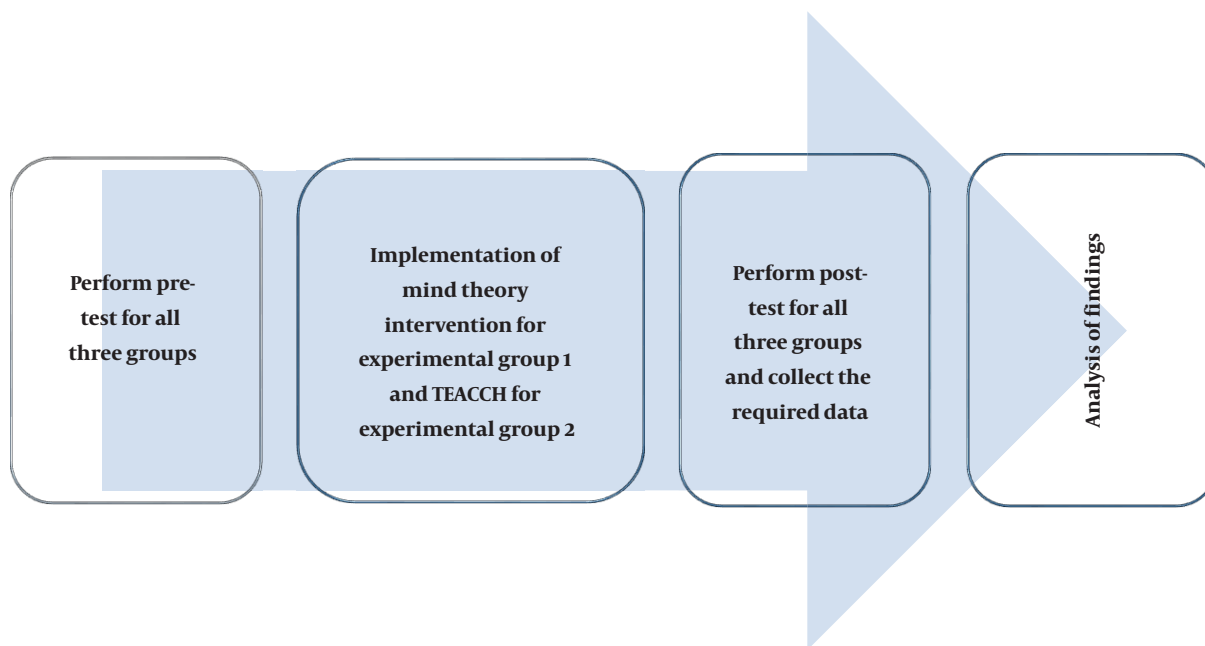 Perform pre-
test for all
three groups
Implementation of
mind theory
intervention for
experimental group 1
and TEACCH for
experimental group 2
Perform post-
test for all
three groups
and collect the
required data
Analysis of findings